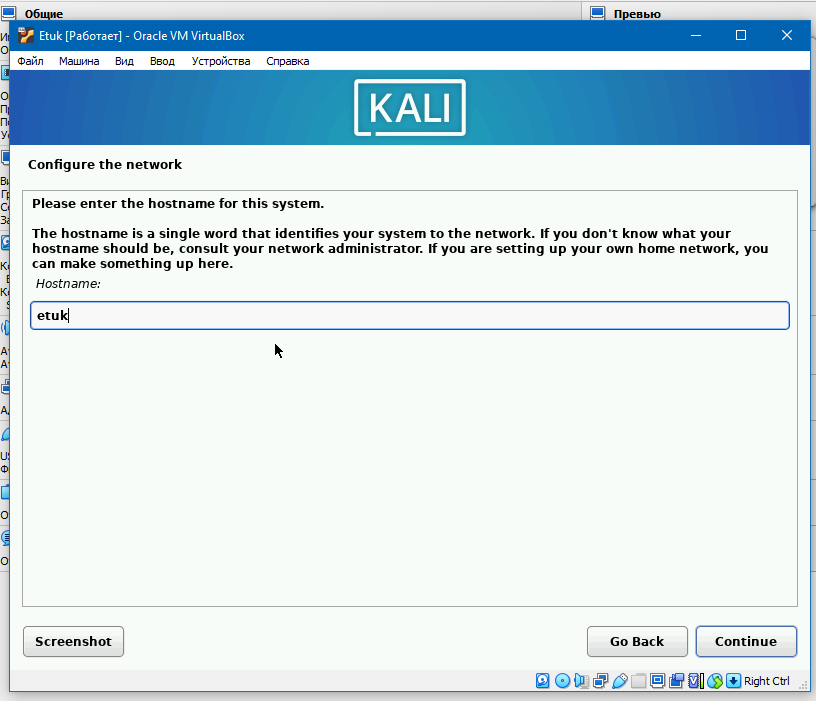 Общие
Превью
Etuk [Работает] - Oracle VM VirtualBox
Файл Машина Вид Ввод Устройства Справка
KALI
Configure the network
Please enter the hostname for this system.
The hostname is a single word that identifies your system to the network. If you don't know what your
hostname should be, consult your network administrator. If you are setting up your own home network, you
can make something up here.
Hostname:
etuk
Screenshot
Go Back
Continue
Right Ctrl